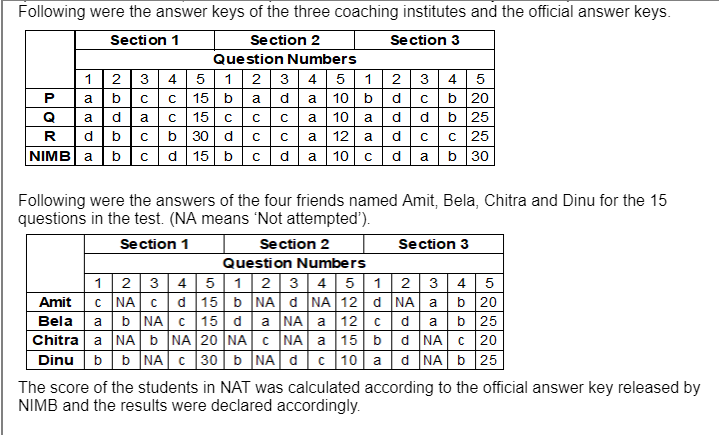 Following were the answer keys of the three coaching institutes and the official answer keys.
Section 1 Section 2 Section 3
Question Numbers
1 2 3 4 5 1 2 3 4 5 1 2 3 4 5
P a b c c 15 b a d a 10 b d c b 20
Q a d a c 15 c c c a 10 a d d b 25
R d b c b 30 d c c a 12 a d c c 25
NIMB a b c d 15 b c d a 10 c d a b 30
Following were the answers of the four friends named Amit, Bela, Chitra and Dinu for the 15
questions in the test. (NA means ‘Not attempted’).
Section 1 Section 2 Section 3
Question Numbers
1 2 3 4 5 1 2 3 4 5 1 2 3 4 5
Amit c NA c d 15 b NA d NA 12 d NA a b 20
Bela a b NA c 15 d a NA a 12 c d a b 25
Chitra a NA b NA 20 NA c NA a 15 b d NA c 20
Dinu b b NA c 30 b NA d c 10 a d NA b 25
The score of the students in NAT was calculated according to the official answer key released by
NIMB and the results were declared accordingly.